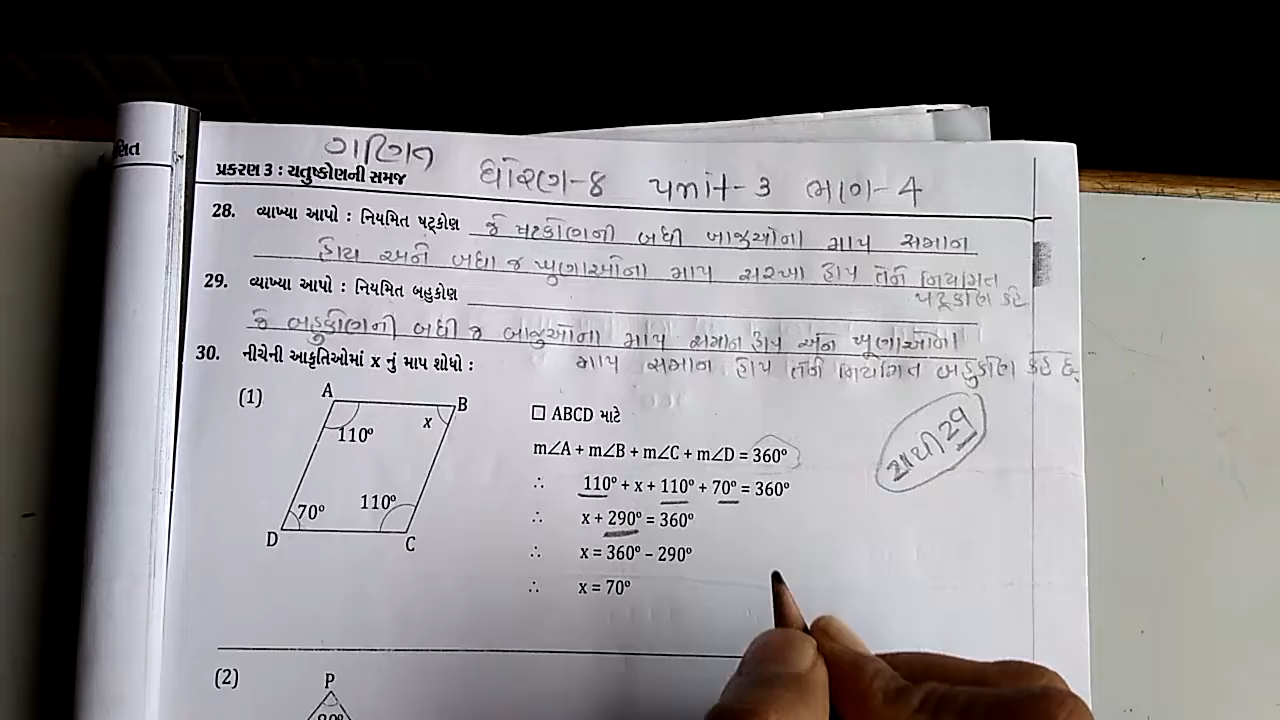 ણિત
ગણિત
પ્રકરણ 3 : ચતુષ્કોણની સમજ
ધોરણ-8 પનાt-3 ભાગ-4
28. વ્યાખ્યા આપો : નિયમિત ષટ્કોણ જે ષટકોણની બધી બાજુઓના માપ સમાન
હોય અને બધા જ ખુણાઓના માપ સરખા હોય તેને નિયમિત
ષટ્કોણ કહે
29. વ્યાખ્યા આપો : નિયમિત બહુકોણ
જે બહુકોણની બધી જ બાજુઓના માપ સમાન હોય અને ખૂણાઓના
માપ સમાન હોય તેને નિયમિત બહુકોણ કહે છે.
30. નીચેની આકૃતિઓમાં x નું માપ શોધો :
(1)
A
B
110°
x
70°
110°
D
C
□ ABCD માટે
m∠A + m∠B + m∠C + m∠D = 360°
∴ 110° + x + 110° + 70° = 360°
∴ x + 290° = 360°
∴ x = 360° – 290°
∴ x = 70°
29
(2)
P